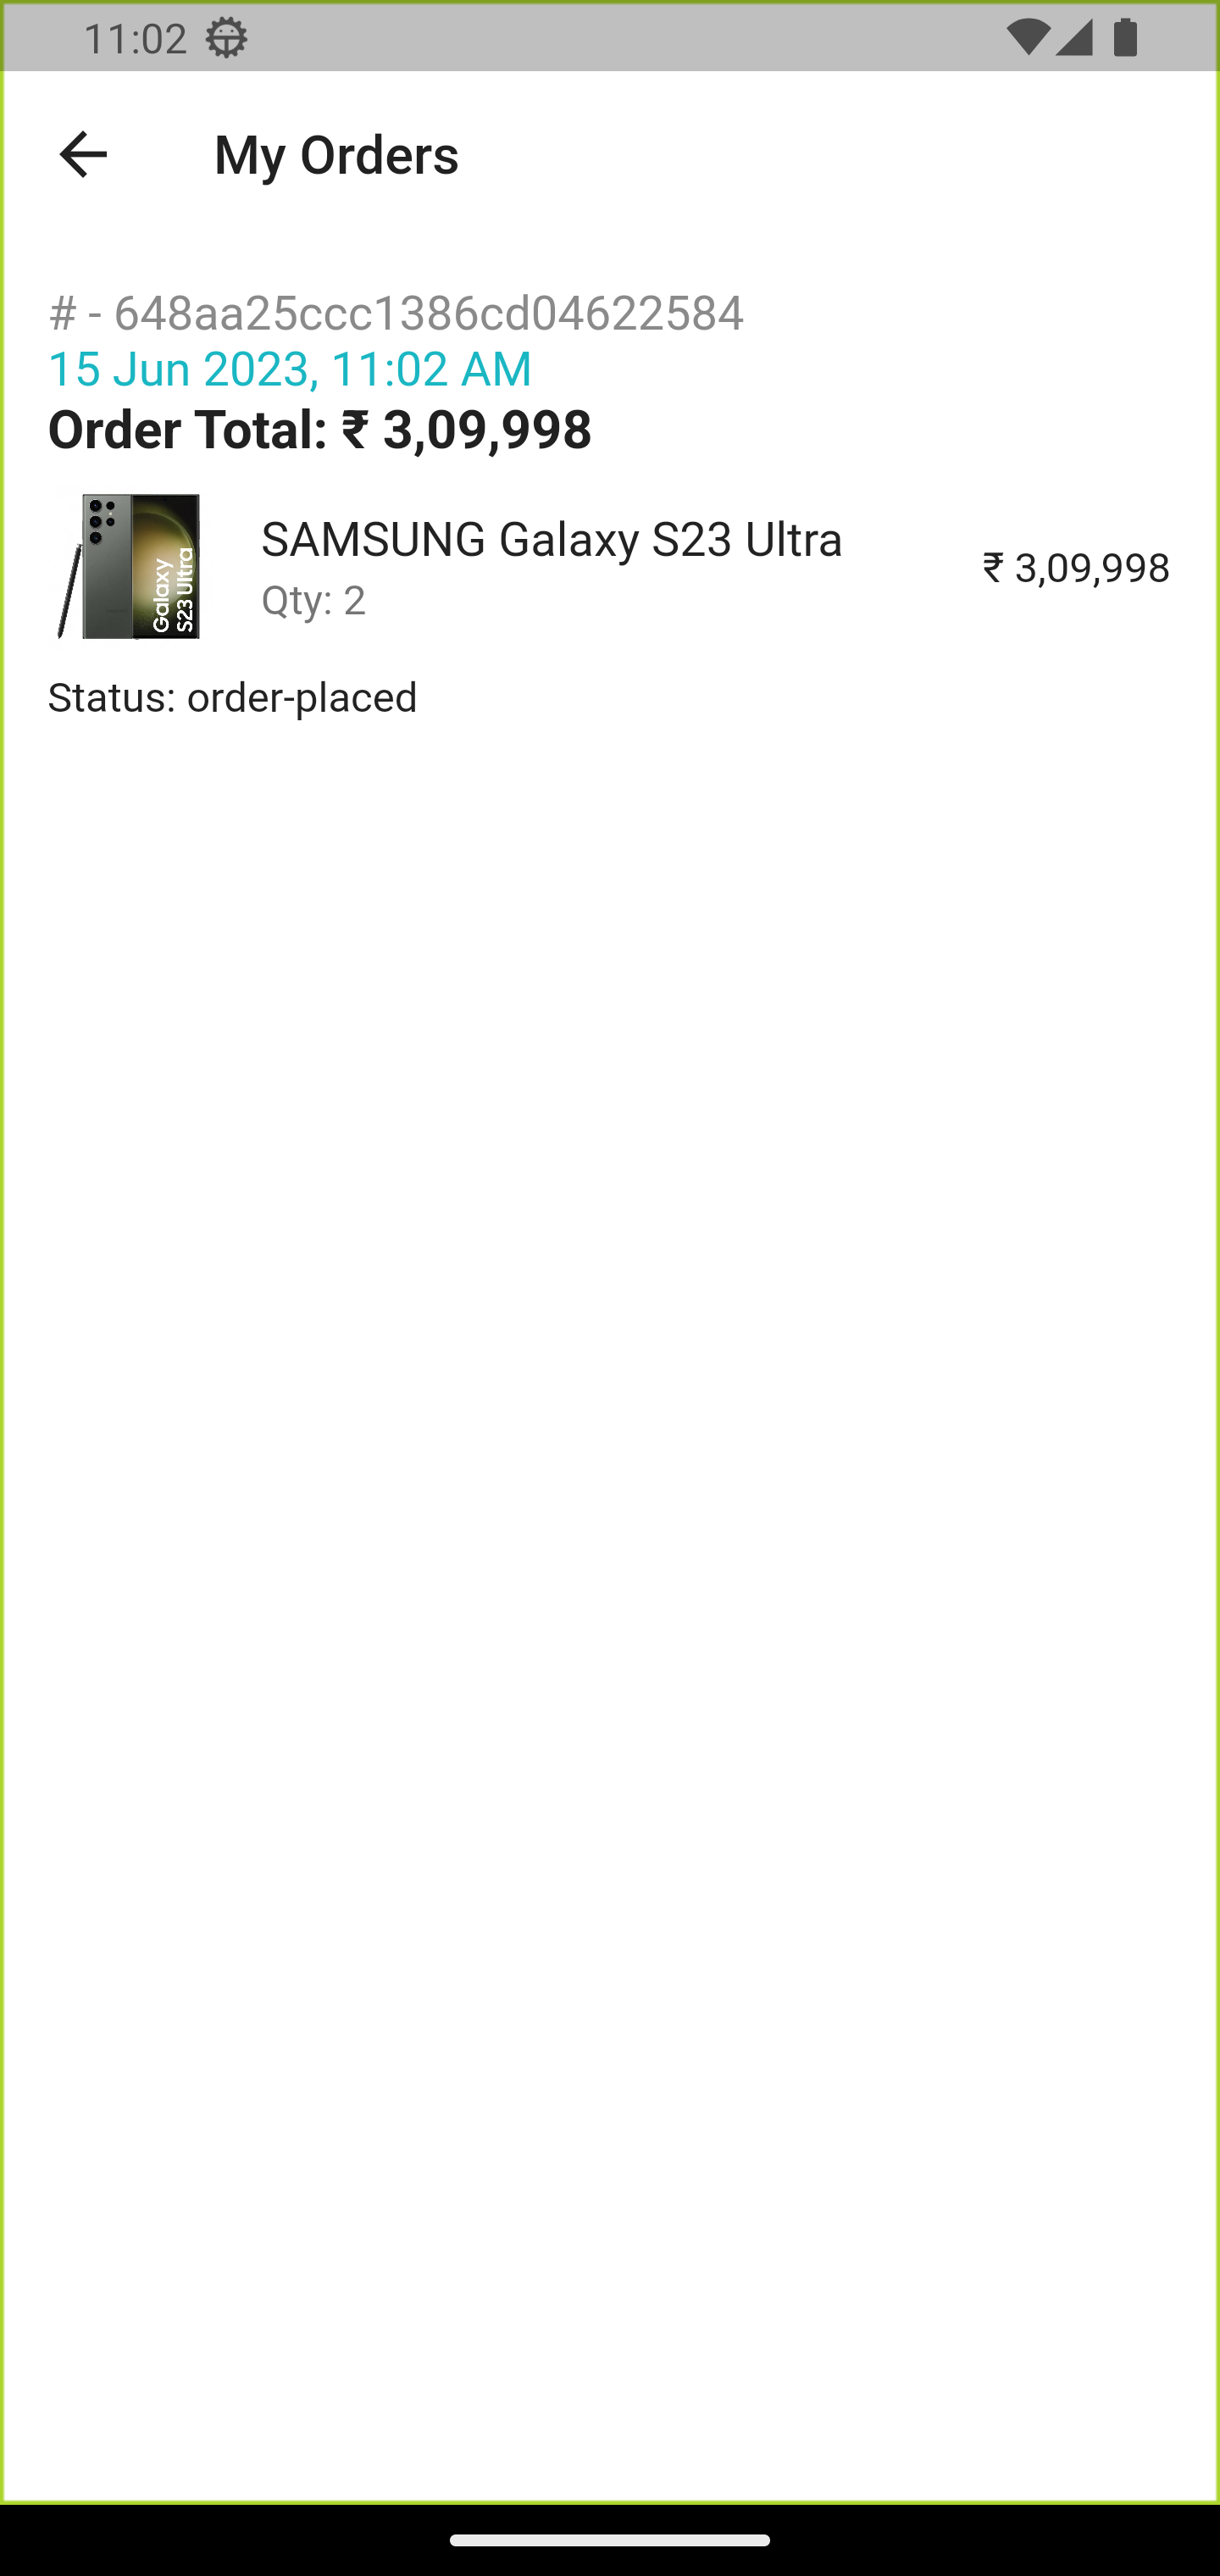 11:02
My Orders
# - 648aa25ccc1386cd04622584
15 Jun 2023, 11:02 AM
Order Total: ₹ 3,09,998
Galaxy
S23 Ultra
SAMSUNG Galaxy S23 Ultra
Qty: 2
₹ 3,09,998
Status: order-placed